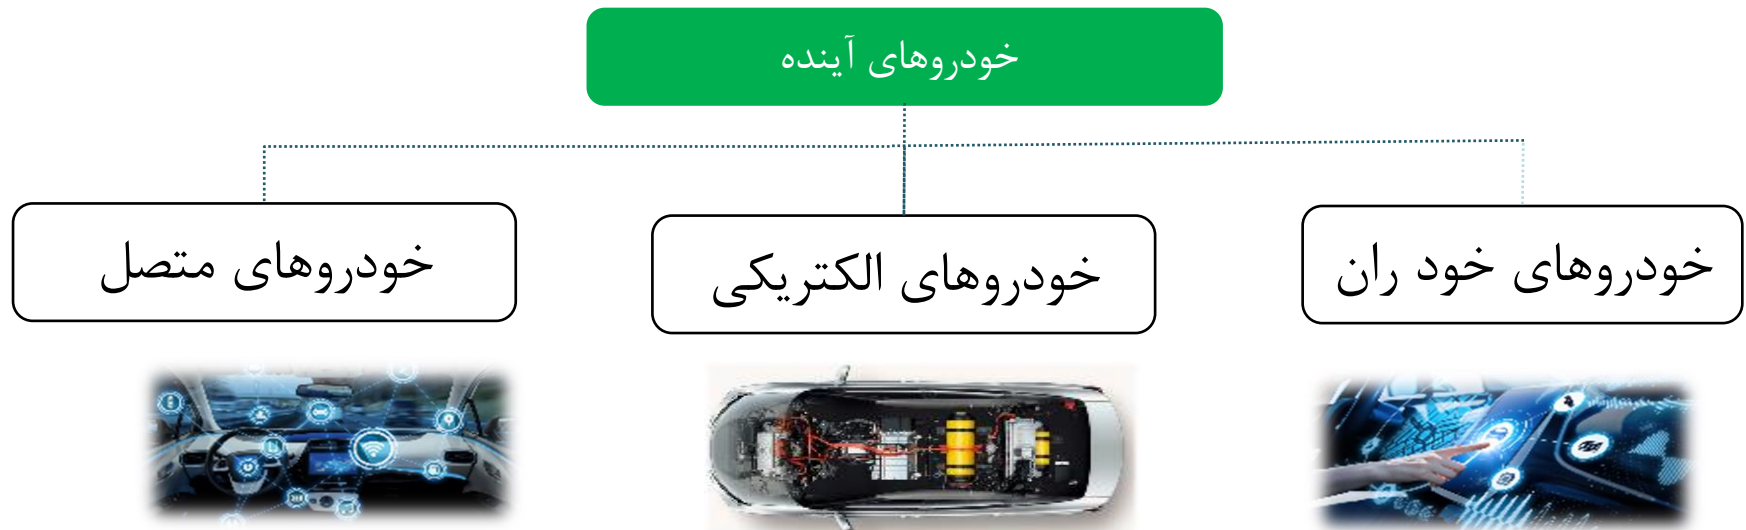 خودروهای آینده
خودروهای خود ران
خودروهای الکتریکی
خودروهای متصل